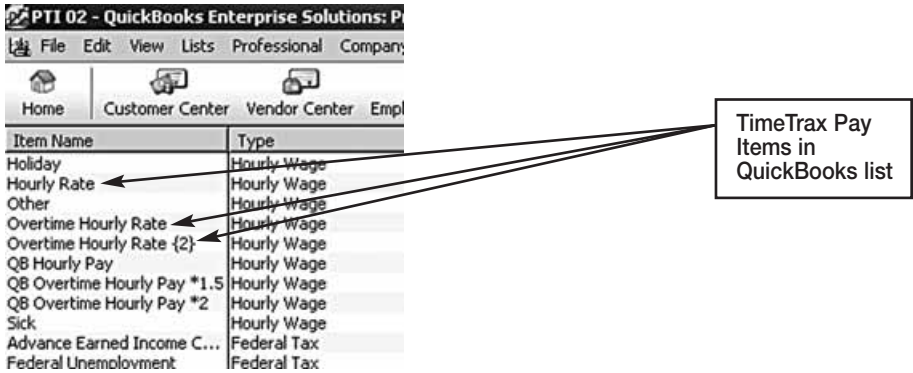 PTI 02 - QuickBooks Enterprise Solutions: P
File Edit View Lists Professional Company
Home Customer Center Vendor Center Empl
Item Name Type
Holiday Hourly Wage
Hourly Rate Hourly Wage
Other Hourly Wage
Overtime Hourly Rate Hourly Wage
Overtime Hourly Rate {2} Hourly Wage
QB Hourly Pay Hourly Wage
QB Overtime Hourly Pay *1.5 Hourly Wage
QB Overtime Hourly Pay *2 Hourly Wage
Sick Hourly Wage
Advance Earned Income C... Federal Tax
Federal Unemployment Federal Tax
TimeTrax Pay
Items in
QuickBooks list